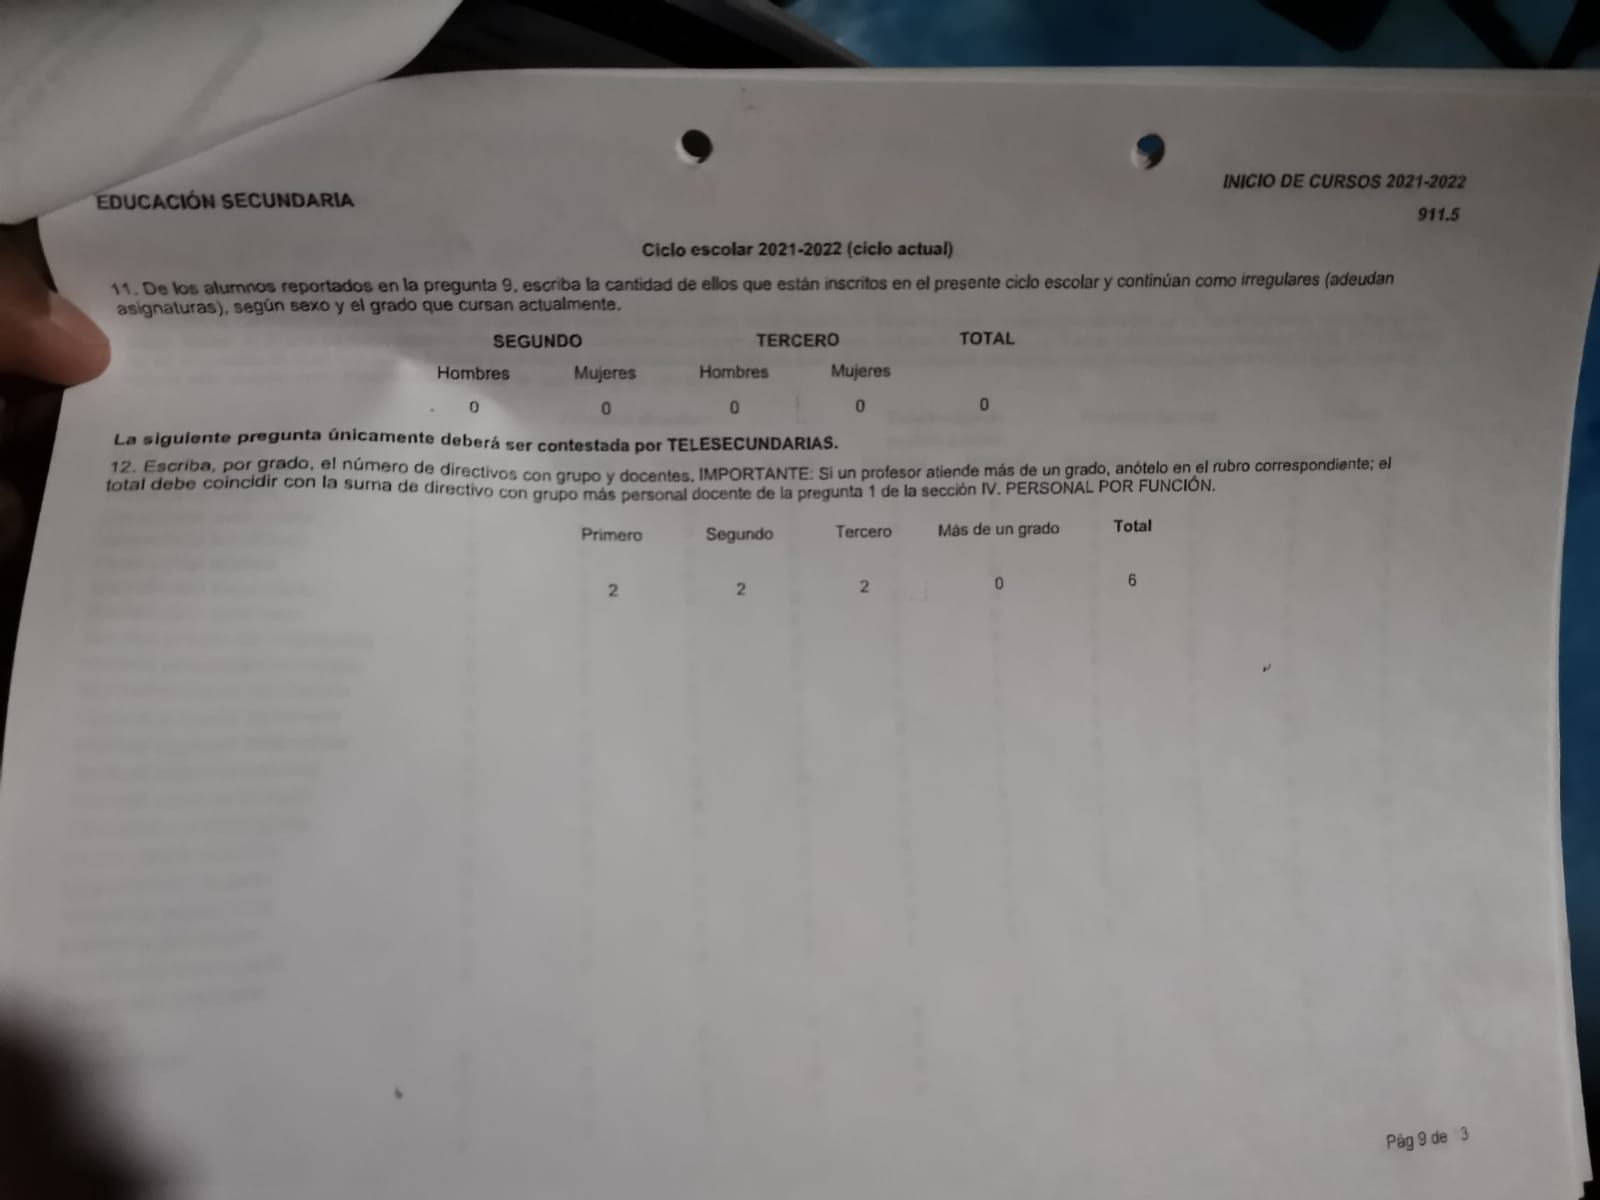 EDUCACIÓN SECUNDARIA
INICIO DE CURSOS 2021-2022
911.5
Ciclo escolar 2021-2022 (ciclo actual)
11. De los alumnos reportados en la pregunta 9, escriba la cantidad de ellos que están inscritos en el presente ciclo escolar y continúan como irregulares (adeudan
asignaturas), según sexo y el grado que cursan actualmente.
SEGUNDO TERCERO TOTAL
Hombres Mujeres Hombres Mujeres
0 0 0 0 0
La siguiente pregunta únicamente deberá ser contestada por TELESECUNDARIAS.
12. Escriba, por grado, el número de directivos con grupo y docentes. IMPORTANTE: Si un profesor atiende más de un grado, anótelo en el rubro correspondiente; el
total debe coincidir con la suma de directivo con grupo más personal docente de la pregunta 1 de la sección IV. PERSONAL POR FUNCIÓN.
Primero Segundo Tercero Más de un grado Total
2 2 2 0 6
Pág 9 de 3